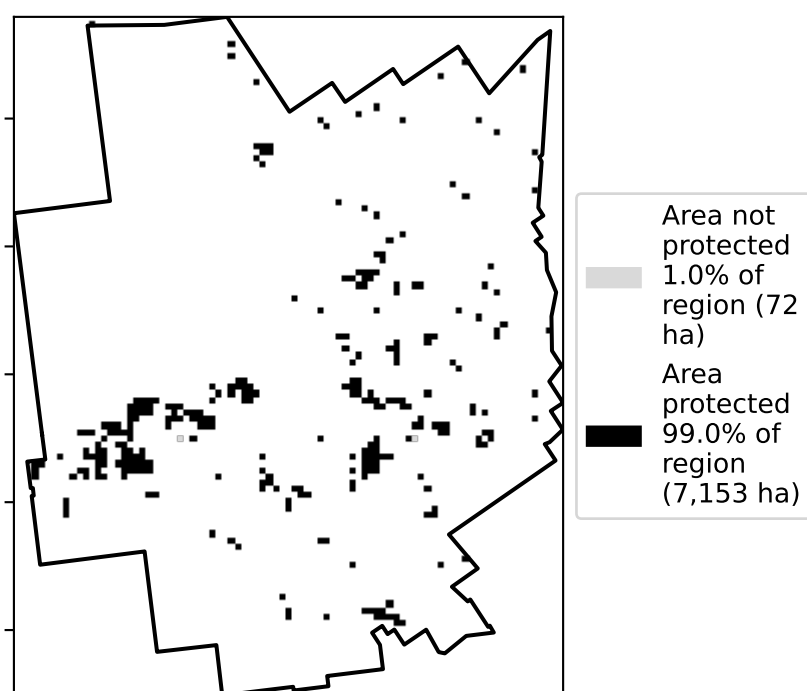 Area not
protected
1.0% of
region (72
ha)
Area
protected
99.0% of
region
(7,153 ha)